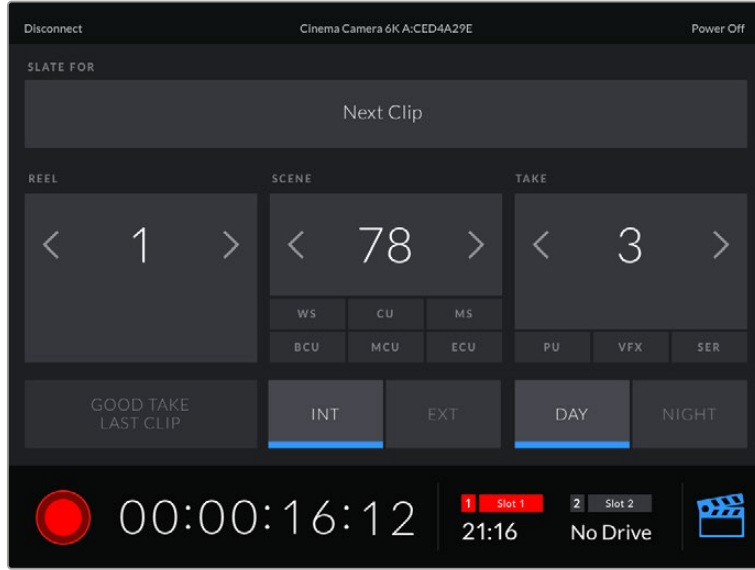 Disconnect Cinema Camera 6K A:CED4A29E Power Off
SLATE FOR
Next Clip
REEL SCENE TAKE
1 78 3
WS CU MS
BCU MCU ECU PU VFX SER
GOOD TAKE
LAST CLIP
INT EXT DAY NIGHT
00:00:16:12
1 Slot 1 2 Slot 2
21:16 No Drive